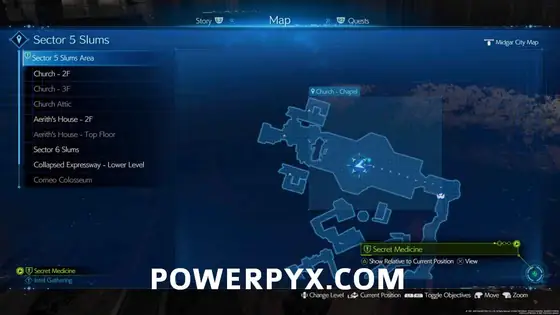 Story
Map
Quests
Sector 5 Slums
Midgar City Map
Sector 5 Slums Area
Church - 2F
Church - 3F
Church Attic
Aerith's House - 2F
Aerith's House - Top Floor
Sector 6 Slums
Collapsed Expressway - Lower Level
Corneo Colosseum
Church - Chapel
Secret Medicine
Show Relative to Current Position
View
Secret Medicine
Intel Gathering
POWERPYX.COM
Change Level
Current Position
Toggle Objectives
Move
Zoom